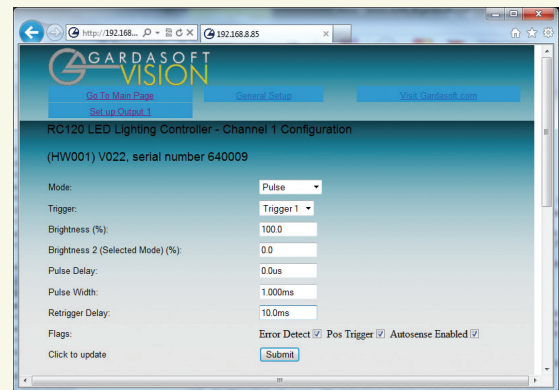 http://192.168...
192.168.8.85
GARDASOFT
VISION
Go To Main Page General Setup Visit Gardasoft.com
Set up Output 1
RC120 LED Lighting Controller - Channel 1 Configuration
(HW001) V022, serial number 640009
Mode: Pulse
Trigger: Trigger 1
Brightness (%): 100.0
Brightness 2 (Selected Mode) (%): 0.0
Pulse Delay: 0.0us
Pulse Width: 1.000ms
Retrigger Delay: 10.0ms
Flags: Error Detect Pos Trigger Autosense Enabled
Click to update Submit